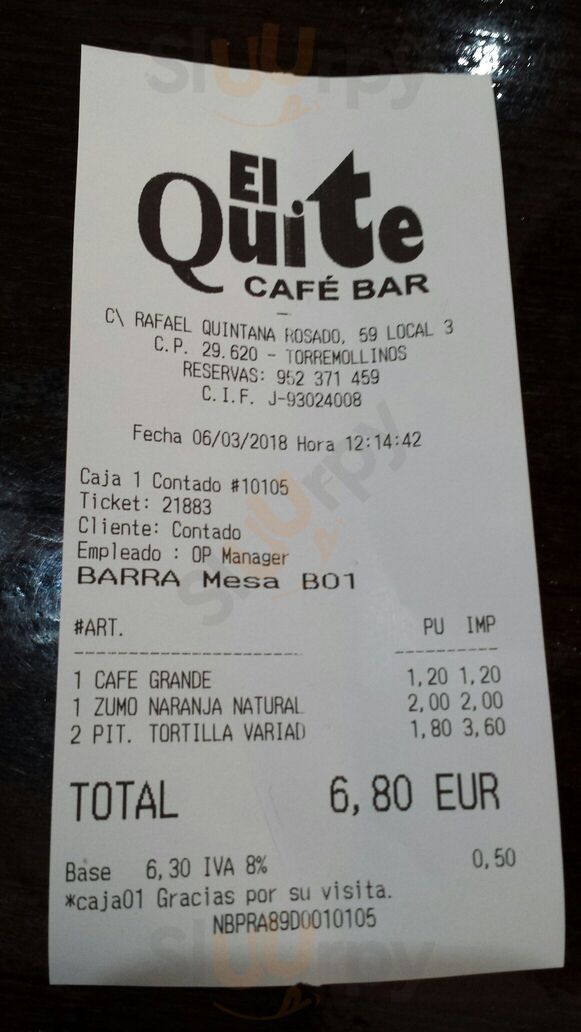 Sluurpy
El
Quite
CAFÉ BAR
C\ RAFAEL QUINTANA ROSADO, 59 LOCAL 3
C.P. 29.620 - TORREMOLLINOS
RESERVAS: 952 371 459
C.I.F. J-93024008
Fecha 06/03/2018 Hora 12:14:42
Sluurpy
Caja 1 Contado #10105
Ticket: 21883
Cliente: Contado
Empleado : OP Manager
BARRA Mesa B01
#ART. PU IMP
1 CAFE GRANDE 1,20 1,20
1 ZUMO NARANJA NATURAL 2,00 2,00
2 PIT. TORTILLA VARIAD 1,80 3,60
TOTAL 6,80 EUR
Base 6,30 IVA 8% 0,50
*caja01 Gracias por su visita.
NBPRA89D0010105
Sluurpy